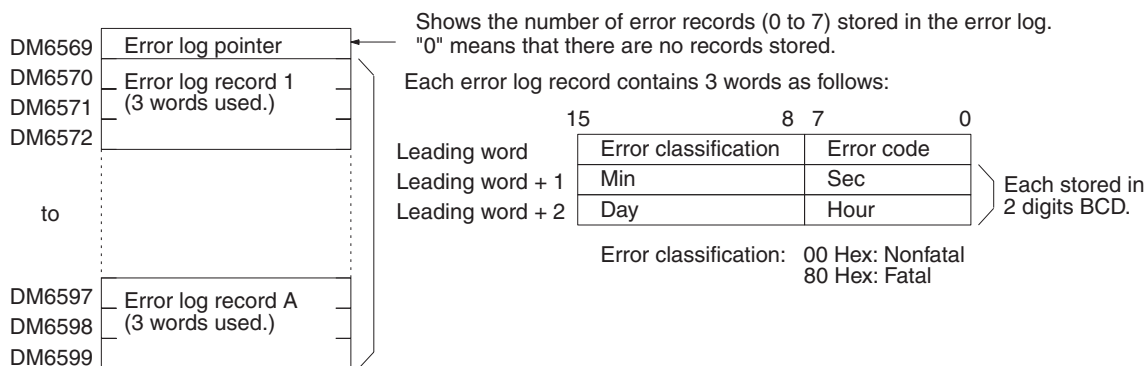 Shows the number of error records (0 to 7) stored in the error log.
"0" means that there are no records stored.
DM6569 Error log pointer
DM6570 Error log record 1
DM6571 (3 words used.)
DM6572
to
DM6597 Error log record A
DM6598 (3 words used.)
DM6599
Each error log record contains 3 words as follows:
15 8 7 0
Leading word Error classification Error code
Leading word + 1 Min Sec
Leading word + 2 Day Hour
Each stored in
2 digits BCD.
Error classification: 00 Hex: Nonfatal
80 Hex: Fatal